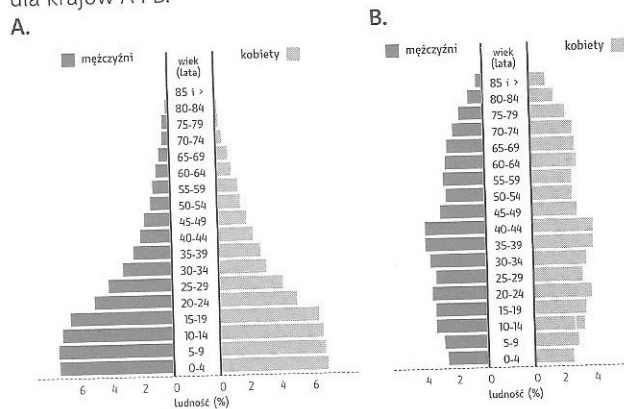 dla krajów A i B.
A.
mężczyźni
wiek
(lata)
kobiety
85 i >
80-84
75-79
70-74
65-69
60-64
55-59
50-54
45-49
40-44
35-39
30-34
25-29
20-24
15-19
10-14
5-9
0-4
6 4 2 0 0 2 4 6
ludność (%)
B.
mężczyźni
wiek
(lata)
kobiety
85 i >
80-84
75-79
70-74
65-69
60-64
55-59
50-54
45-49
40-44
35-39
30-34
25-29
20-24
15-19
10-14
5-9
0-4
4 2 0 0 2 4
ludność (%)